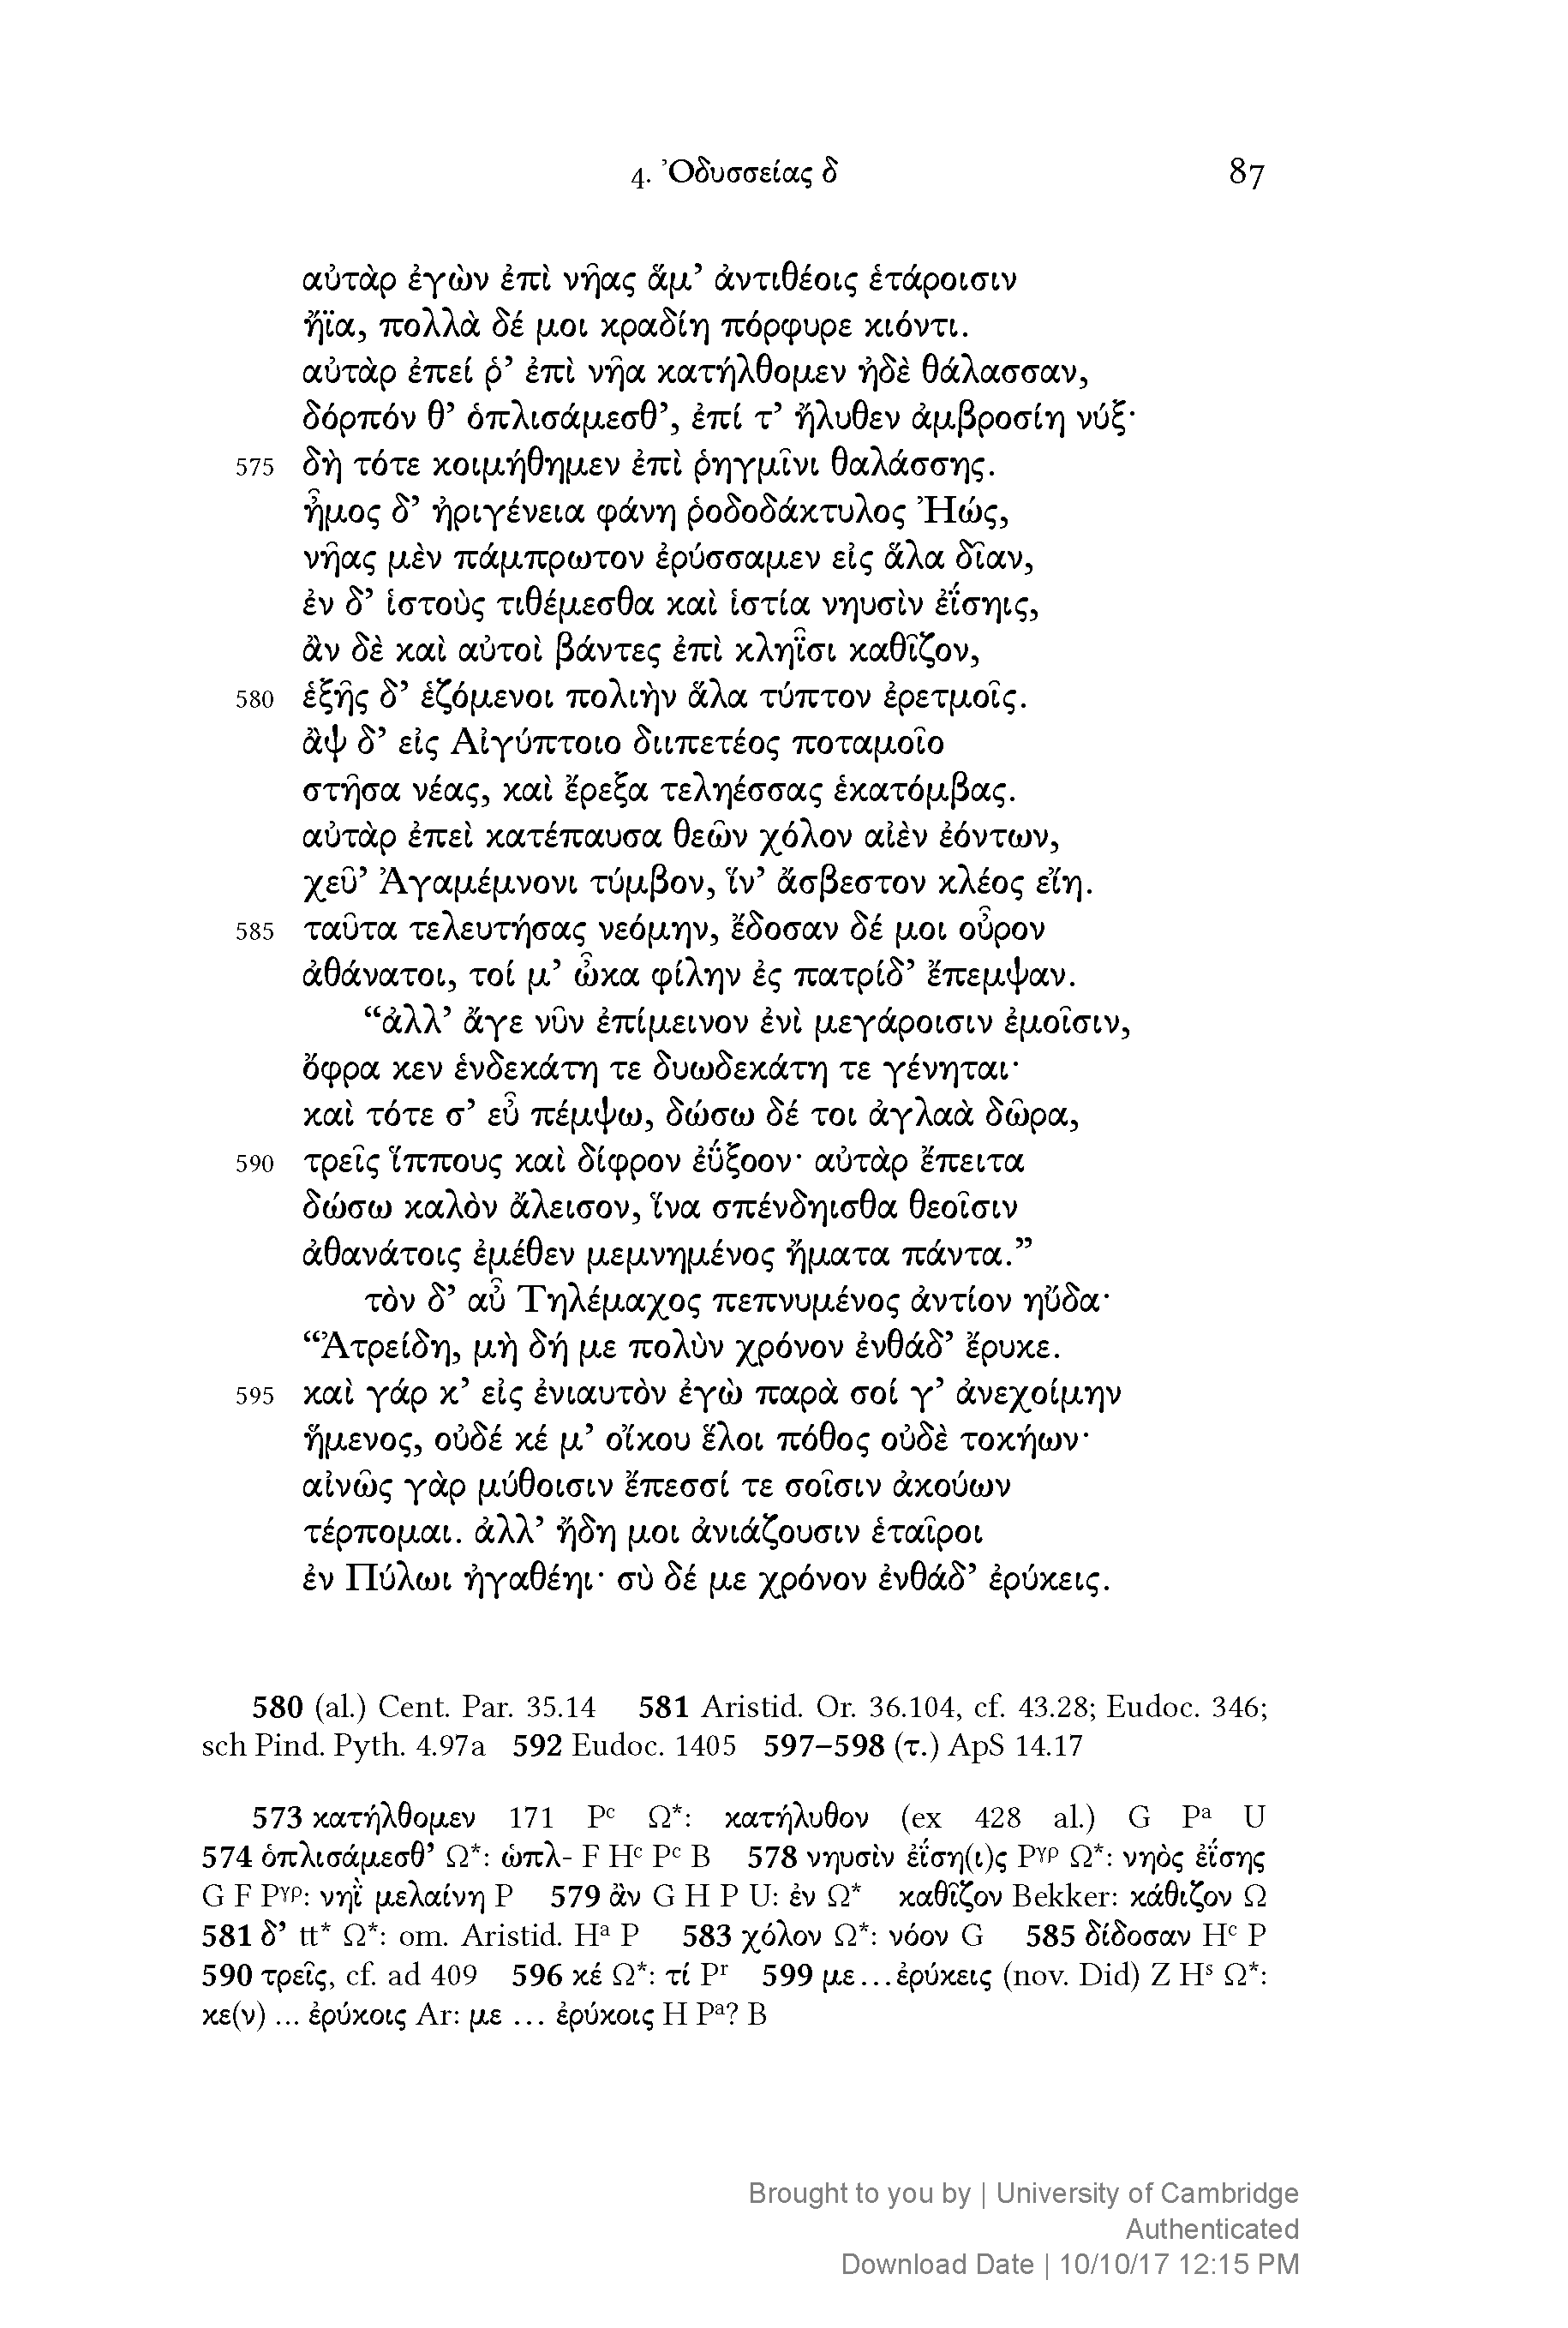 4. Ὀδυσσείας δ 87
αὐτὰρ ἐγὼν ἐπὶ νῆας ἅμ’ ἀντιθέοις ἑτάροισιν
ἤϊα, πολλὰ δέ μοι κραδίη πόρφυρε κιόντι.
αὐτὰρ ἐπεί ῥ’ ἐπὶ νῆα κατήλθομεν ἠδὲ θάλασσαν,
δόρπόν θ’ ὁπλισάμεσθ’, ἐπί τ’ ἤλυθεν ἀμβροσίη νύξ·
575 δὴ τότε κοιμήθημεν ἐπὶ ῥηγμῖνι θαλάσσης.
ἦμος δ’ ἠριγένεια φάνη ῥοδοδάκτυλος Ἠώς,
νῆας μὲν πάμπρωτον ἐρύσσαμεν εἰς ἅλα δῖαν,
ἐν δ’ ἱστοὺς τιθέμεσθα καὶ ἱστία νηυσὶν ἐΐσηις,
ἂν δὲ καὶ αὐτοὶ βάντες ἐπὶ κληῗσι καθῖζον,
580 ἑξῆς δ’ ἑζόμενοι πολιὴν ἅλα τύπτον ἐρετμοῖς.
ἂψ δ’ εἰς Αἰγύπτοιο διιπετέος ποταμοῖο
στῆσα νέας, καὶ ἔρεξα τεληέσσας ἑκατόμβας.
αὐτὰρ ἐπεὶ κατέπαυσα θεῶν χόλον αἰὲν ἐόντων,
χεῦ’ Ἀγαμέμνονι τύμβον, ἵν’ ἄσβεστον κλέος εἴη.
585 ταῦτα τελευτήσας νεόμην, ἔδοσαν δέ μοι οὖρον
ἀθάνατοι, τοί μ’ ὦκα φίλην ἐς πατρίδ’ ἔπεμψαν.
“ἀλλ’ ἄγε νῦν ἐπίμεινον ἐνὶ μεγάροισιν ἐμοῖσιν,
ὄφρα κεν ἑνδεκάτη τε δυωδεκάτη τε γένηται·
καὶ τότε σ’ εὖ πέμψω, δώσω δέ τοι ἀγλαὰ δῶρα,
590 τρεῖς ἵππους καὶ δίφρον ἐΰξοον· αὐτὰρ ἔπειτα
δώσω καλὸν ἄλεισον, ἵνα σπένδηισθα θεοῖσιν
ἀθανάτοις ἐμέθεν μεμνημένος ἤματα πάντα.”
τὸν δ’ αὖ Τηλέμαχος πεπνυμένος ἀντίον ηὔδα·
“Ἀτρείδη, μὴ δή με πολὺν χρόνον ἐνθάδ’ ἔρυκε.
595 καὶ γάρ κ’ εἰς ἐνιαυτὸν ἐγὼ παρὰ σοί γ’ ἀνεχοίμην
ἥμενος, οὐδέ κέ μ’ οἴκου ἕλοι πόθος οὐδὲ τοκήων·
αἰνῶς γὰρ μύθοισιν ἔπεσσί τε σοῖσιν ἀκούων
τέρπομαι. ἀλλ’ ἤδη μοι ἀνιάζουσιν ἑταῖροι
ἐν Πύλωι ἠγαθέηι· σὺ δέ με χρόνον ἐνθάδ’ ἐρύκεις.
580 (al.) Cent. Par. 35.14 581 Aristid. Or. 36.104, cf. 43.28; Eudoc. 346;
sch Pind. Pyth. 4.97a 592 Eudoc. 1405 597–598 (τ.) ApS 14.17
573 κατήλθομεν 171 Pᶜ Ω*: κατήλυθον (ex 428 al.) G Pᵃ U
574 ὁπλισάμεσθ’ Ω*: ὡπλ- F Hᶜ Pᶜ B 578 νηυσὶν ἐΐση(ι)ς Pᵞᵖ Ω*: νηὸς ἐΐσης
G F Pᵞᵖ: νηῒ μελαίνη P 579 ἂν G H P U: ἐν Ω* καθῖζον Bekker: κάθιζον Ω
581 δ’ tt* Ω*: om. Aristid. Hᵃ P 583 χόλον Ω*: νόον G 585 δίδοσαν Hᶜ P
590 τρεῖς, cf. ad 409 596 κέ Ω*: τί Pʳ 599 με…ἐρύκεις (nov. Did) Z Hˢ Ω*:
κε(ν) … ἐρύκοις Ar: με … ἐρύκοις H Pᵃ? B
Brought to you by | University of Cambridge
Authenticated
Download Date | 10/10/17 12:15 PM